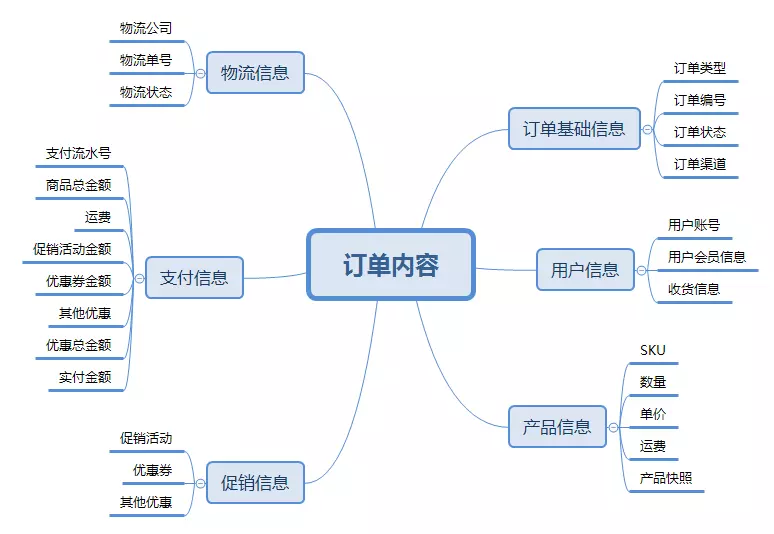 订单内容
订单基础信息
订单类型
订单编号
订单状态
订单渠道
用户信息
用户账号
用户会员信息
收货信息
产品信息
SKU
数量
单价
运费
产品快照
物流信息
物流公司
物流单号
物流状态
支付信息
支付流水号
商品总金额
运费
促销活动金额
优惠券金额
其他优惠
优惠总金额
实付金额
促销信息
促销活动
优惠券
其他优惠